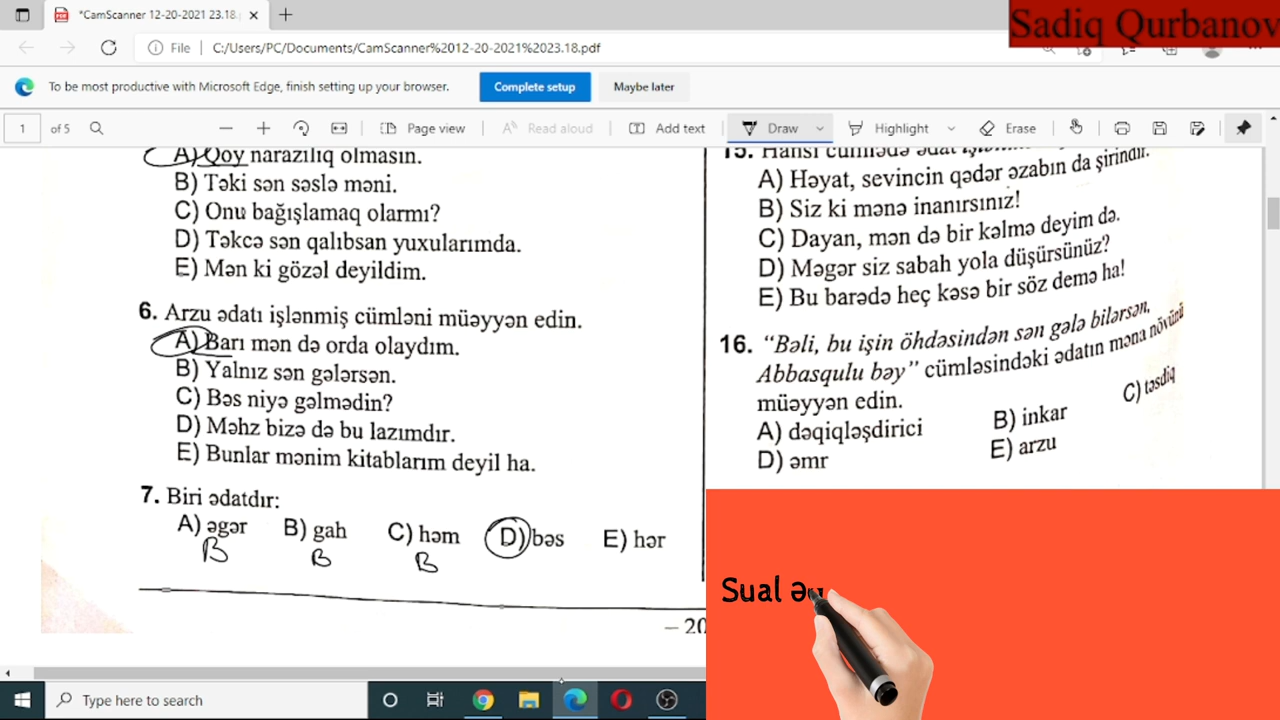 *CamScanner 12-20-2021 23.18.
Sadiq Qurbanov
File C:/Users/PC/Documents/CamScanner%2012-20-2021%2023.18.pdf
To be most productive with Microsoft Edge, finish setting up your browser. Complete setup Maybe later
1 of 5 Page view Read aloud Add text Draw Highlight Erase
A) Qoy narazılıq olmasın.
B) Təki sən səslə məni.
C) Onu bağışlamaq olarmı?
D) Təkcə sən qalıbsan yuxularımda.
E) Mən ki gözəl deyildim.
6. Arzu ədatı işlənmiş cümləni müəyyən edin.
A) Barı mən də orda olaydım.
B) Yalnız sən gələrsən.
C) Bəs niyə gəlmədin?
D) Məhz bizə də bu lazımdır.
E) Bunlar mənim kitablarım deyil ha.
7. Biri ədatdır:
A) əgər B) gah C) həm D) bəs E) hər
B B B
– 20
15. Hansı cümlədə ədat
A) Həyat, sevincin qədər əzabın da şirindir.
B) Siz ki mənə inanırsınız!
C) Dayan, mən də bir kəlmə deyim də.
D) Məgər siz sabah yola düşürsünüz?
E) Bu barədə heç kəsə bir söz demə ha!
16. “Bəli, bu işin öhdəsindən sən gələ bilərsən,
Abbasqulu bəy” cümləsindəki ədatın məna növünü
müəyyən edin.
A) dəqiqləşdirici B) inkar C) təsdiq
D) əmr E) arzu
Sual
Type here to search